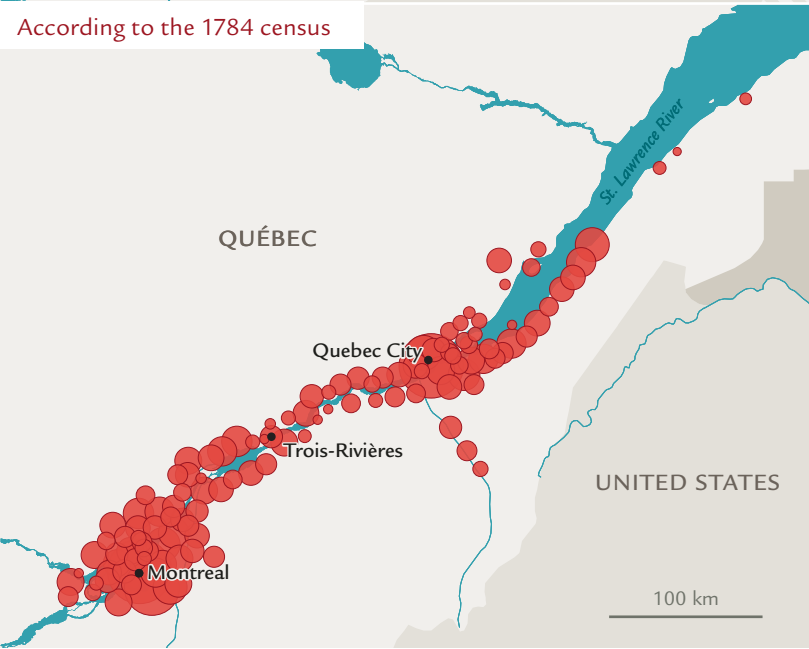 According to the 1784 census
St. Lawrence River
QUÉBEC
Quebec City
Trois-Rivières
UNITED STATES
Montreal
100 km